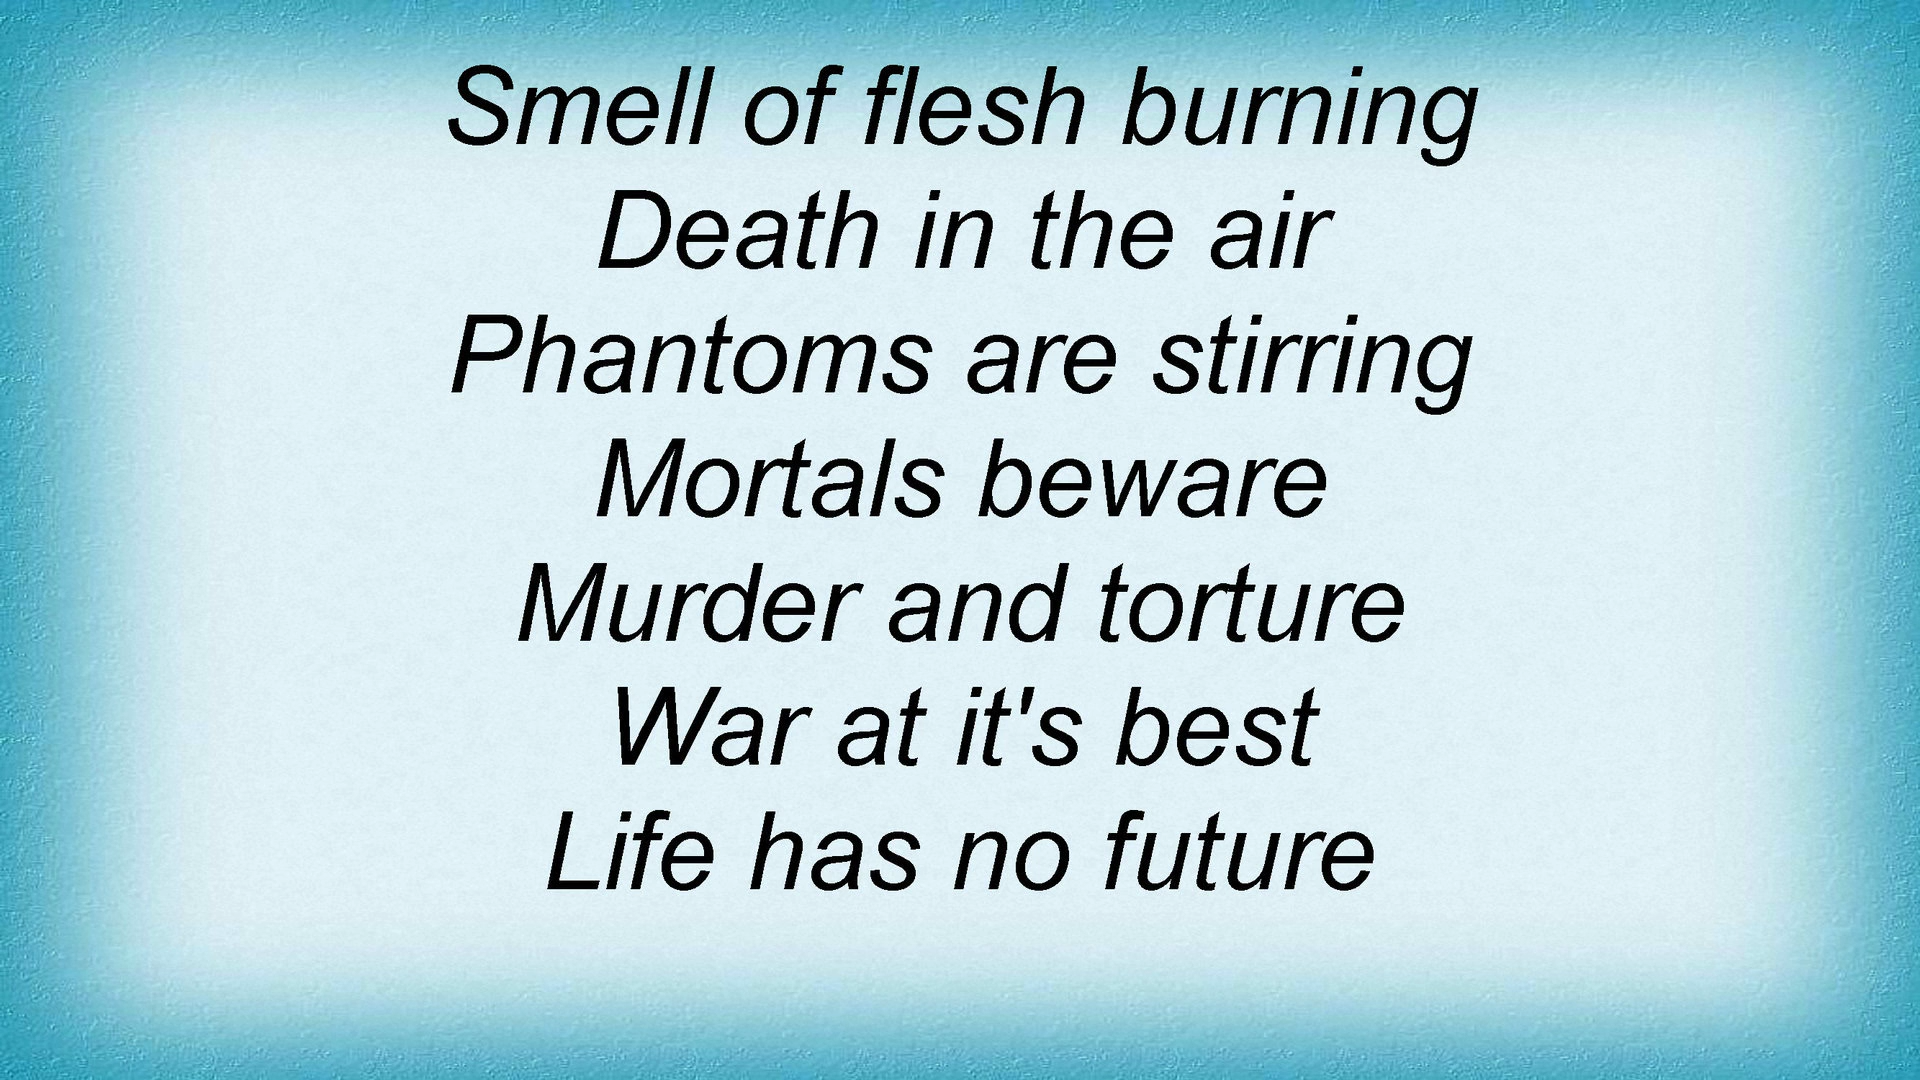 Smell of flesh burning
Death in the air
Phantoms are stirring
Mortals beware
Murder and torture
War at it's best
Life has no future